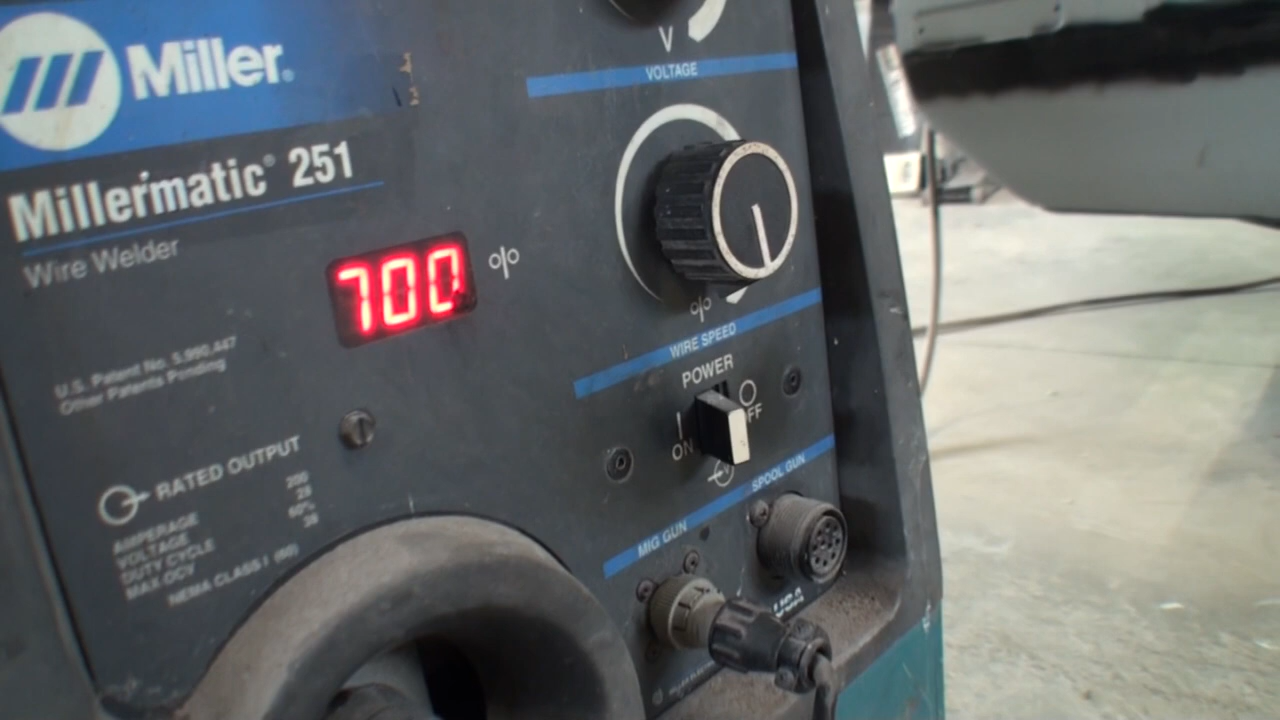 Miller®
V
VOLTAGE
Millermatic® 251
Wire Welder
700 %
%
WIRE SPEED
U.S. Patent No. 5,990,447
Other Patents Pending
POWER
ON
OFF
RATED OUTPUT
AMPERAGE 200
VOLTAGE 28
DUTY CYCLE 60%
MAX OCV 38
NEMA CLASS I (60)
SPOOL GUN
MIG GUN
USA